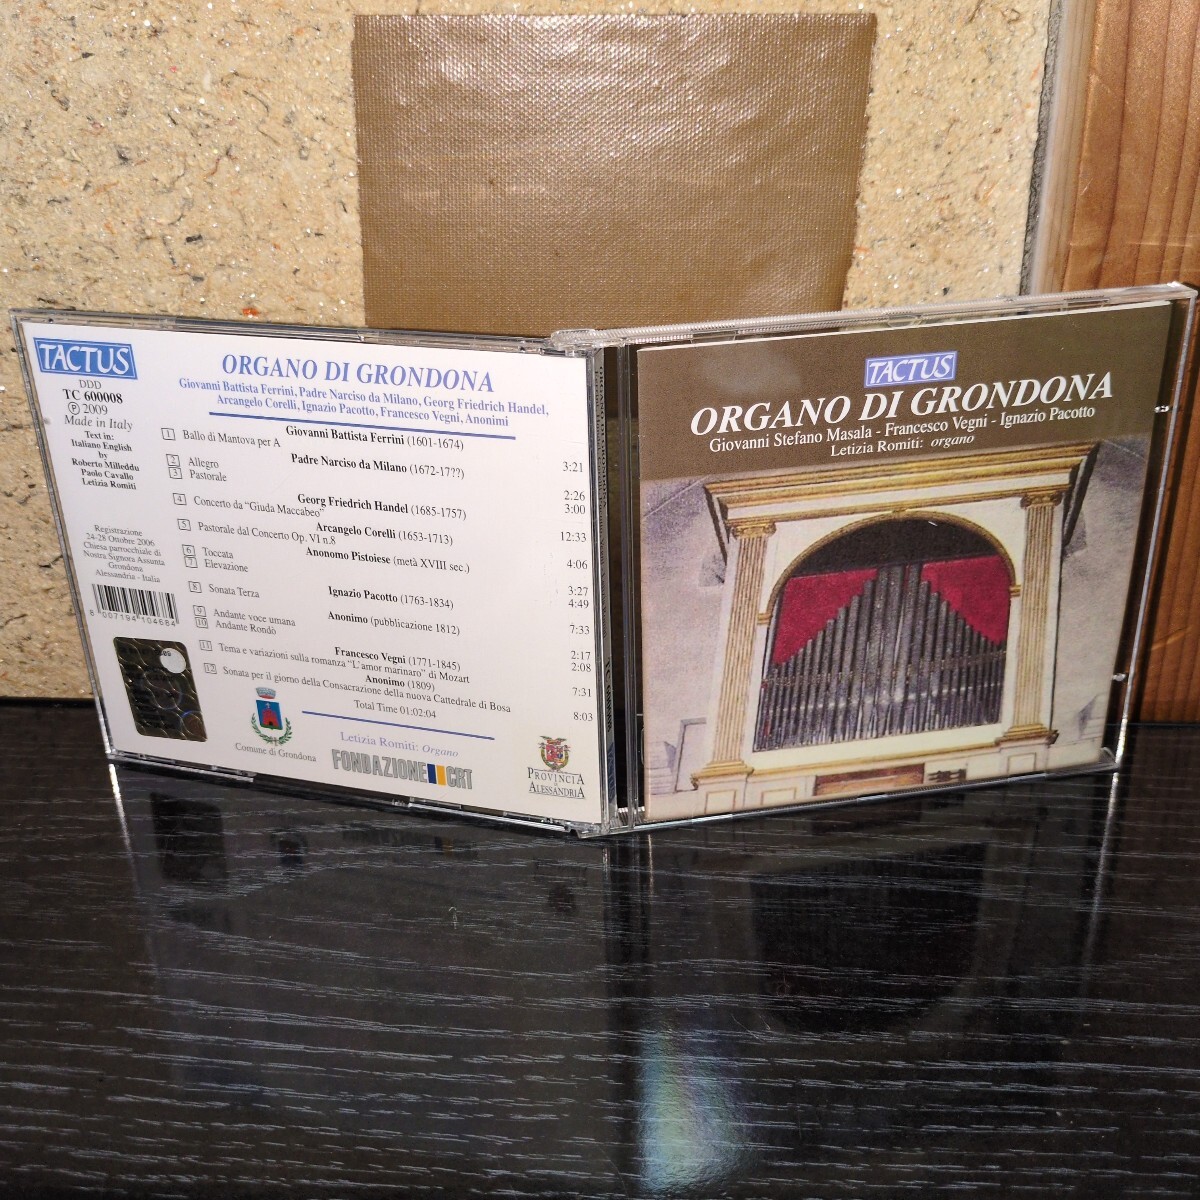 TACTUS
DDD
TC 600008
Ⓟ 2009
Made in Italy
Text in:
Italiano English
by
Roberto Milleddu
Paolo Cavallo
Letizia Romiti
Registrazione
24-28 Ottobre 2006
Chiesa parrocchiale di
Nostra Signora Assunta
Grondona
Alessandria - Italia
8 007194 104684
ORGANO DI GRONDONA
Giovanni Battista Ferrini, Padre Narciso da Milano, Georg Friedrich Handel,
Arcangelo Corelli, Ignazio Pacotto, Francesco Vegni, Anonimi
Giovanni Battista Ferrini (1601-1674)
1 Ballo di Mantova per A 3:21
Padre Narciso da Milano (1672-17??)
2 Allegro 2:26
3 Pastorale 3:00
Georg Friedrich Handel (1685-1757)
4 Concerto da "Giuda Maccabeo" 12:33
Arcangelo Corelli (1653-1713)
5 Pastorale dal Concerto Op. VI n.8 4:06
Anonomo Pistoiese (metà XVIII sec.)
6 Toccata 3:27
7 Elevazione 4:49
Ignazio Pacotto (1763-1834)
8 Sonata Terza 7:33
Anonimo (pubblicazione 1812)
9 Andante voce umana 2:17
10 Andante Rondò 2:08
Francesco Vegni (1771-1845)
11 Tema e variazioni sulla romanza "L'amor marinaro" di Mozart 7:31
Anonimo (1809)
12 Sonata per il giorno della Consacrazione della nuova Cattedrale di Bosa 8:03
Total Time 01:02:04
Letizia Romiti: Organo
Comune di Grondona
FONDAZIONE CRT
PROVINCIA
DI
ALESSANDRIA
TACTUS
ORGANO DI GRONDONA
Giovanni Stefano Masala - Francesco Vegni - Ignazio Pacotto
Letizia Romiti: organo